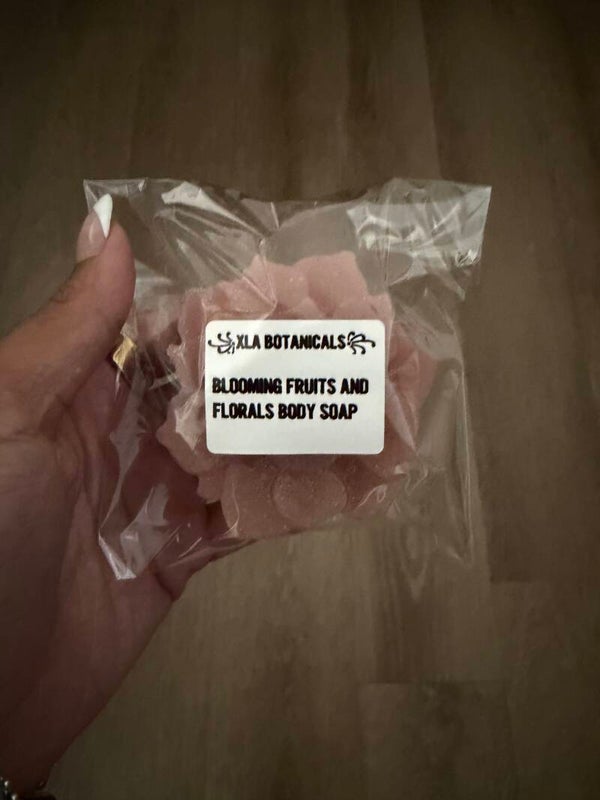 XLA BOTANICALS
BLOOMING FRUITS AND
FLORALS BODY SOAP